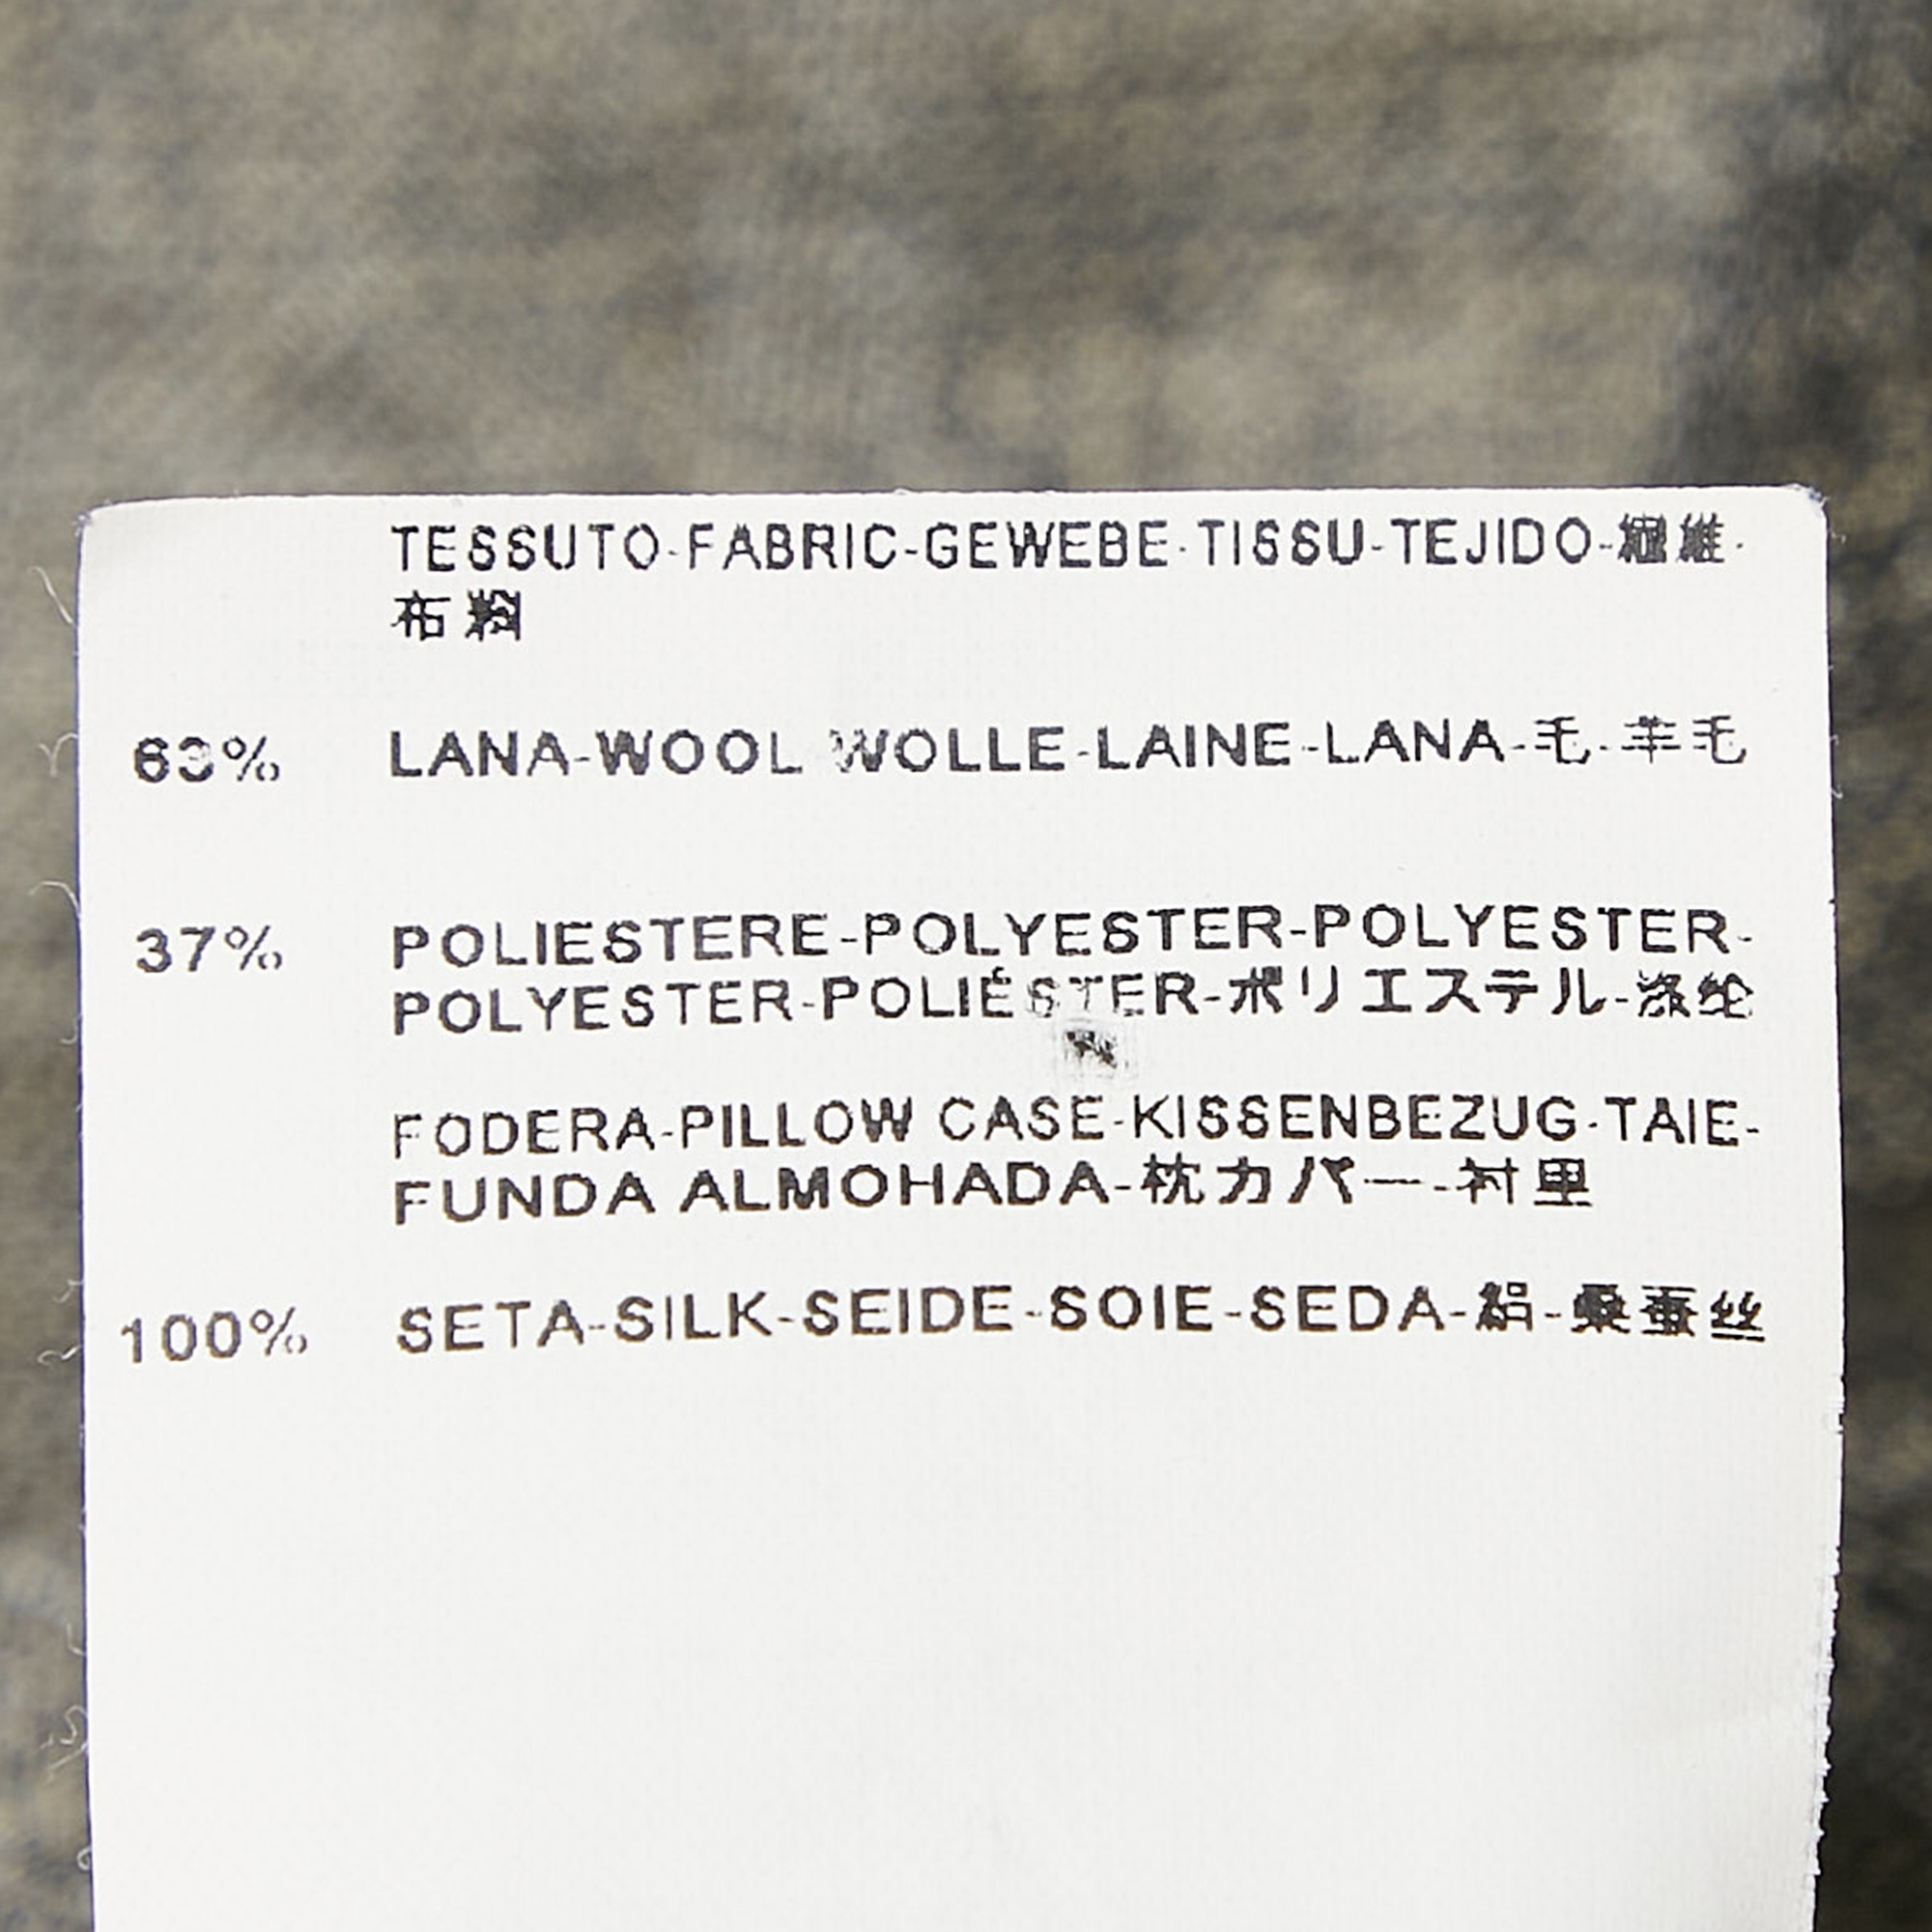 TESSUTO-FABRIC-GEWEBE-TISSU-TEJIDO-纖維-
布料
63% LANA-WOOL WOLLE-LAINE-LANA-毛-羊毛
37% POLIESTERE-POLYESTER-POLYESTER-
POLYESTER-POLIÉSTER-ポリエステル-涤纶
FODERA-PILLOW CASE-KISSENBEZUG-TAIE-
FUNDA ALMOHADA-枕カバー-衬里
100% SETA-SILK-SEIDE-SOIE-SEDA-絹-桑蚕丝